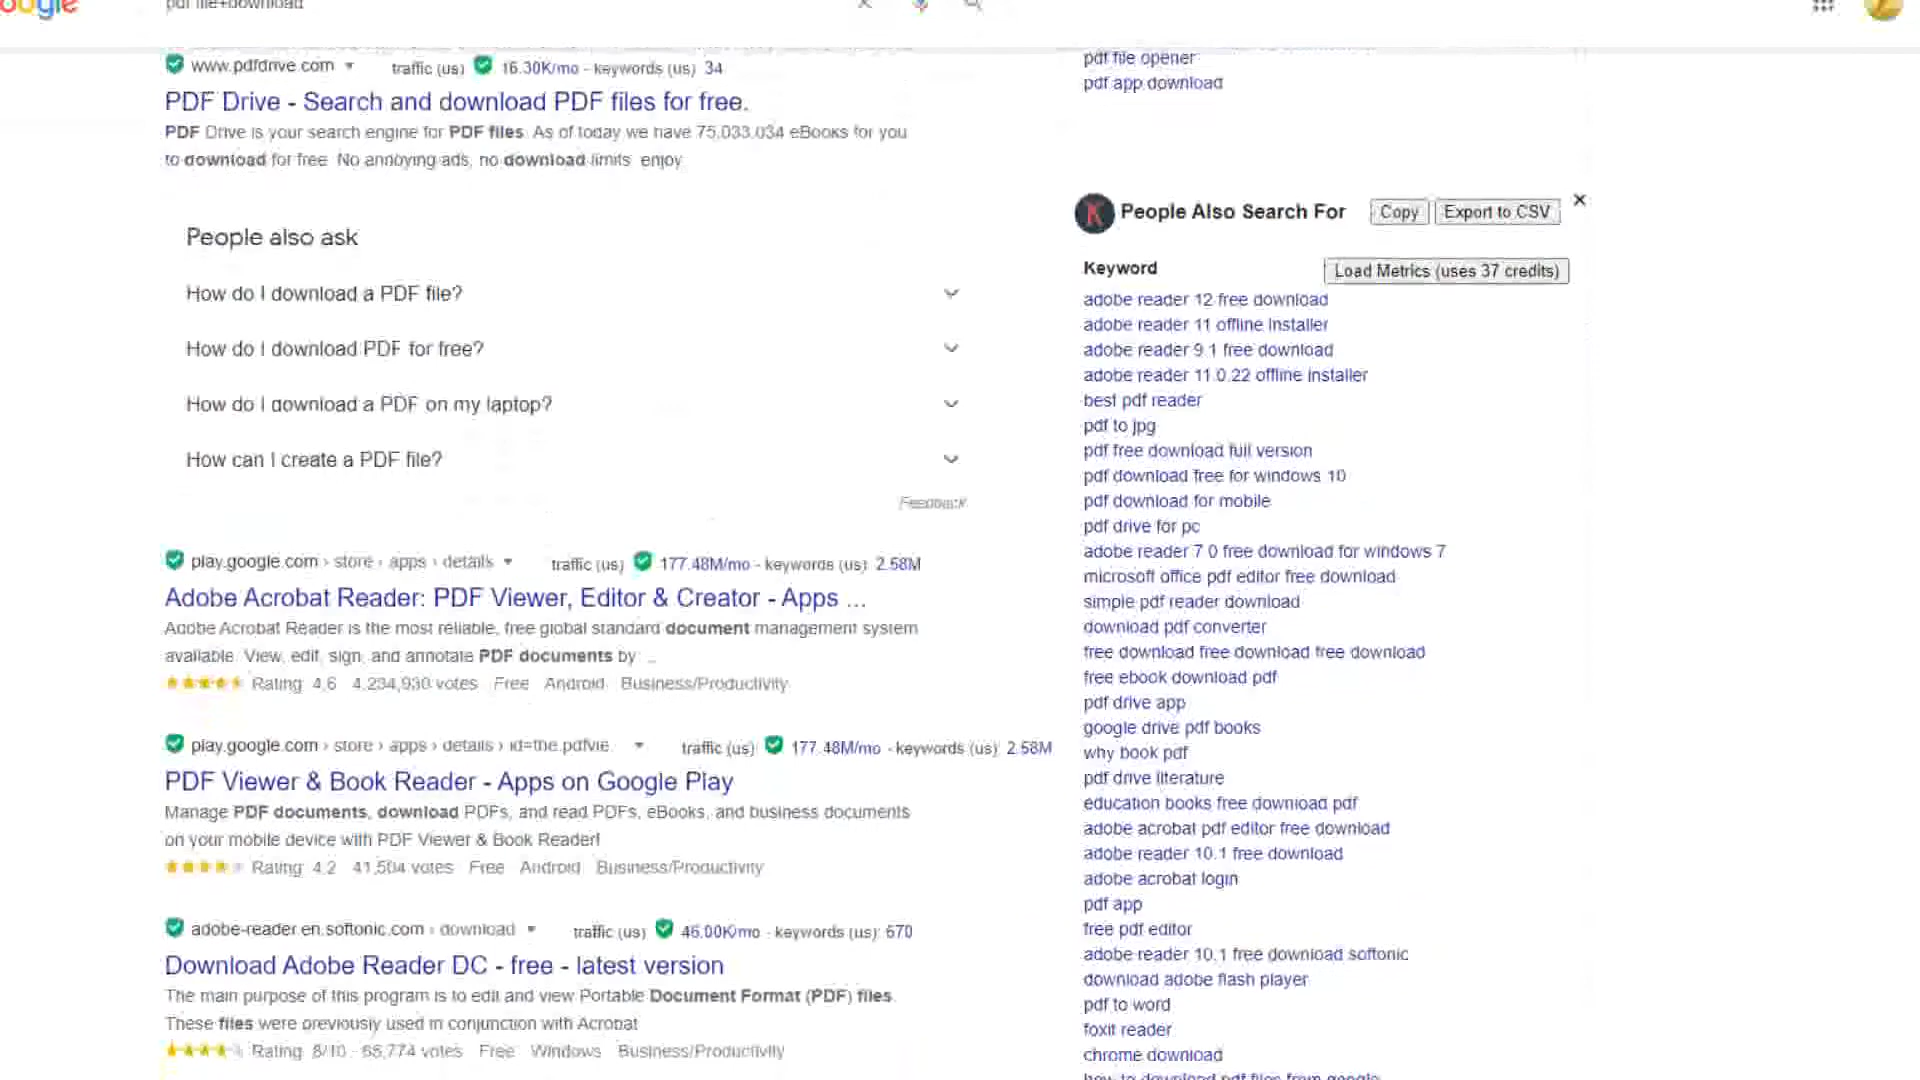 pdf file+download
www.pdfdrive.com traffic (us) 16.30K/mo - keywords (us) 34
PDF Drive - Search and download PDF files for free.
PDF Drive is your search engine for PDF files. As of today we have 75,033,034 eBooks for you
to download for free. No annoying ads, no download limits, enjoy
People also ask
How do I download a PDF file?
How do I download PDF for free?
How do I download a PDF on my laptop?
How can I create a PDF file?
Feedback
play.google.com › store › apps › details traffic (us) 177.48M/mo - keywords (us) 2.58M
Adobe Acrobat Reader: PDF Viewer, Editor & Creator - Apps ...
Adobe Acrobat Reader is the most reliable, free global standard document management system
available. View, edit, sign, and annotate PDF documents by ...
Rating: 4.6 4,234,930 votes Free Android Business/Productivity
play.google.com › store › apps › details › id=the.pdfvie... traffic (us) 177.48M/mo - keywords (us) 2.58M
PDF Viewer & Book Reader - Apps on Google Play
Manage PDF documents, download PDFs, and read PDFs, eBooks, and business documents
on your mobile device with PDF Viewer & Book Reader!
Rating: 4.2 41,504 votes Free Android Business/Productivity
adobe-reader.en.softonic.com › download traffic (us) 46.00K/mo - keywords (us): 670
Download Adobe Reader DC - free - latest version
The main purpose of this program is to edit and view Portable Document Format (PDF) files.
These files were previously used in conjunction with Acrobat
Rating: 8/10 68,774 votes Free Windows Business/Productivity
pdf file opener
pdf app download
People Also Search For Copy Export to CSV
Keyword Load Metrics (uses 37 credits)
adobe reader 12 free download
adobe reader 11 offline installer
adobe reader 9.1 free download
adobe reader 11.0.22 offline installer
best pdf reader
pdf to jpg
pdf free download full version
pdf download free for windows 10
pdf download for mobile
pdf drive for pc
adobe reader 7.0 free download for windows 7
microsoft office pdf editor free download
simple pdf reader download
download pdf converter
free download free download free download
free ebook download pdf
pdf drive app
google drive pdf books
why book pdf
pdf drive literature
education books free download pdf
adobe acrobat pdf editor free download
adobe reader 10.1 free download
adobe acrobat login
pdf app
free pdf editor
adobe reader 10.1 free download softonic
download adobe flash player
pdf to word
foxit reader
chrome download
how to download pdf files from google